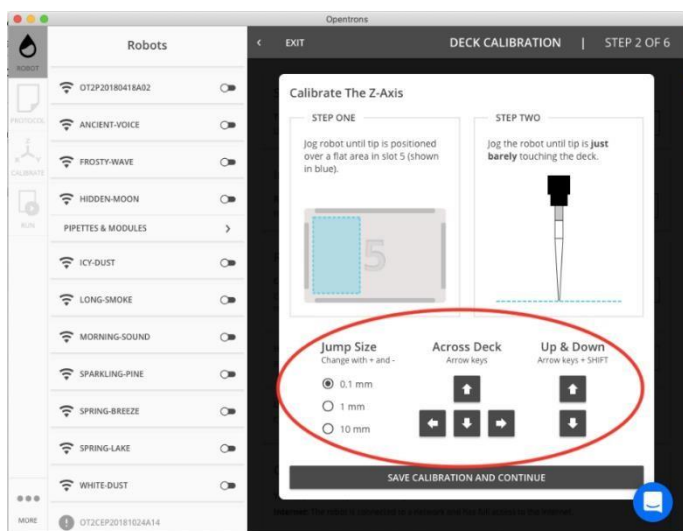 Opentrons
ROBOT
PROTOCOL
CALIBRATE
RUN
MORE
Robots
OT2P20180418A02
ANCIENT-VOICE
FROSTY-WAVE
HIDDEN-MOON
PIPETTES & MODULES
ICY-DUST
LONG-SMOKE
MORNING-SOUND
SPARKLING-PINE
SPRING-BREEZE
SPRING-LAKE
WHITE-DUST
OT2CEP20181024A14
EXIT
DECK CALIBRATION | STEP 2 OF 6
Calibrate The Z-Axis
STEP ONE
Jog robot until tip is positioned
over a flat area in slot 5 (shown
in blue).
5
STEP TWO
Jog the robot until tip is just
barely touching the deck.
Jump Size
Change with + and -
0.1 mm
1 mm
10 mm
Across Deck
Arrow keys
Up & Down
Arrow keys + SHIFT
SAVE CALIBRATION AND CONTINUE